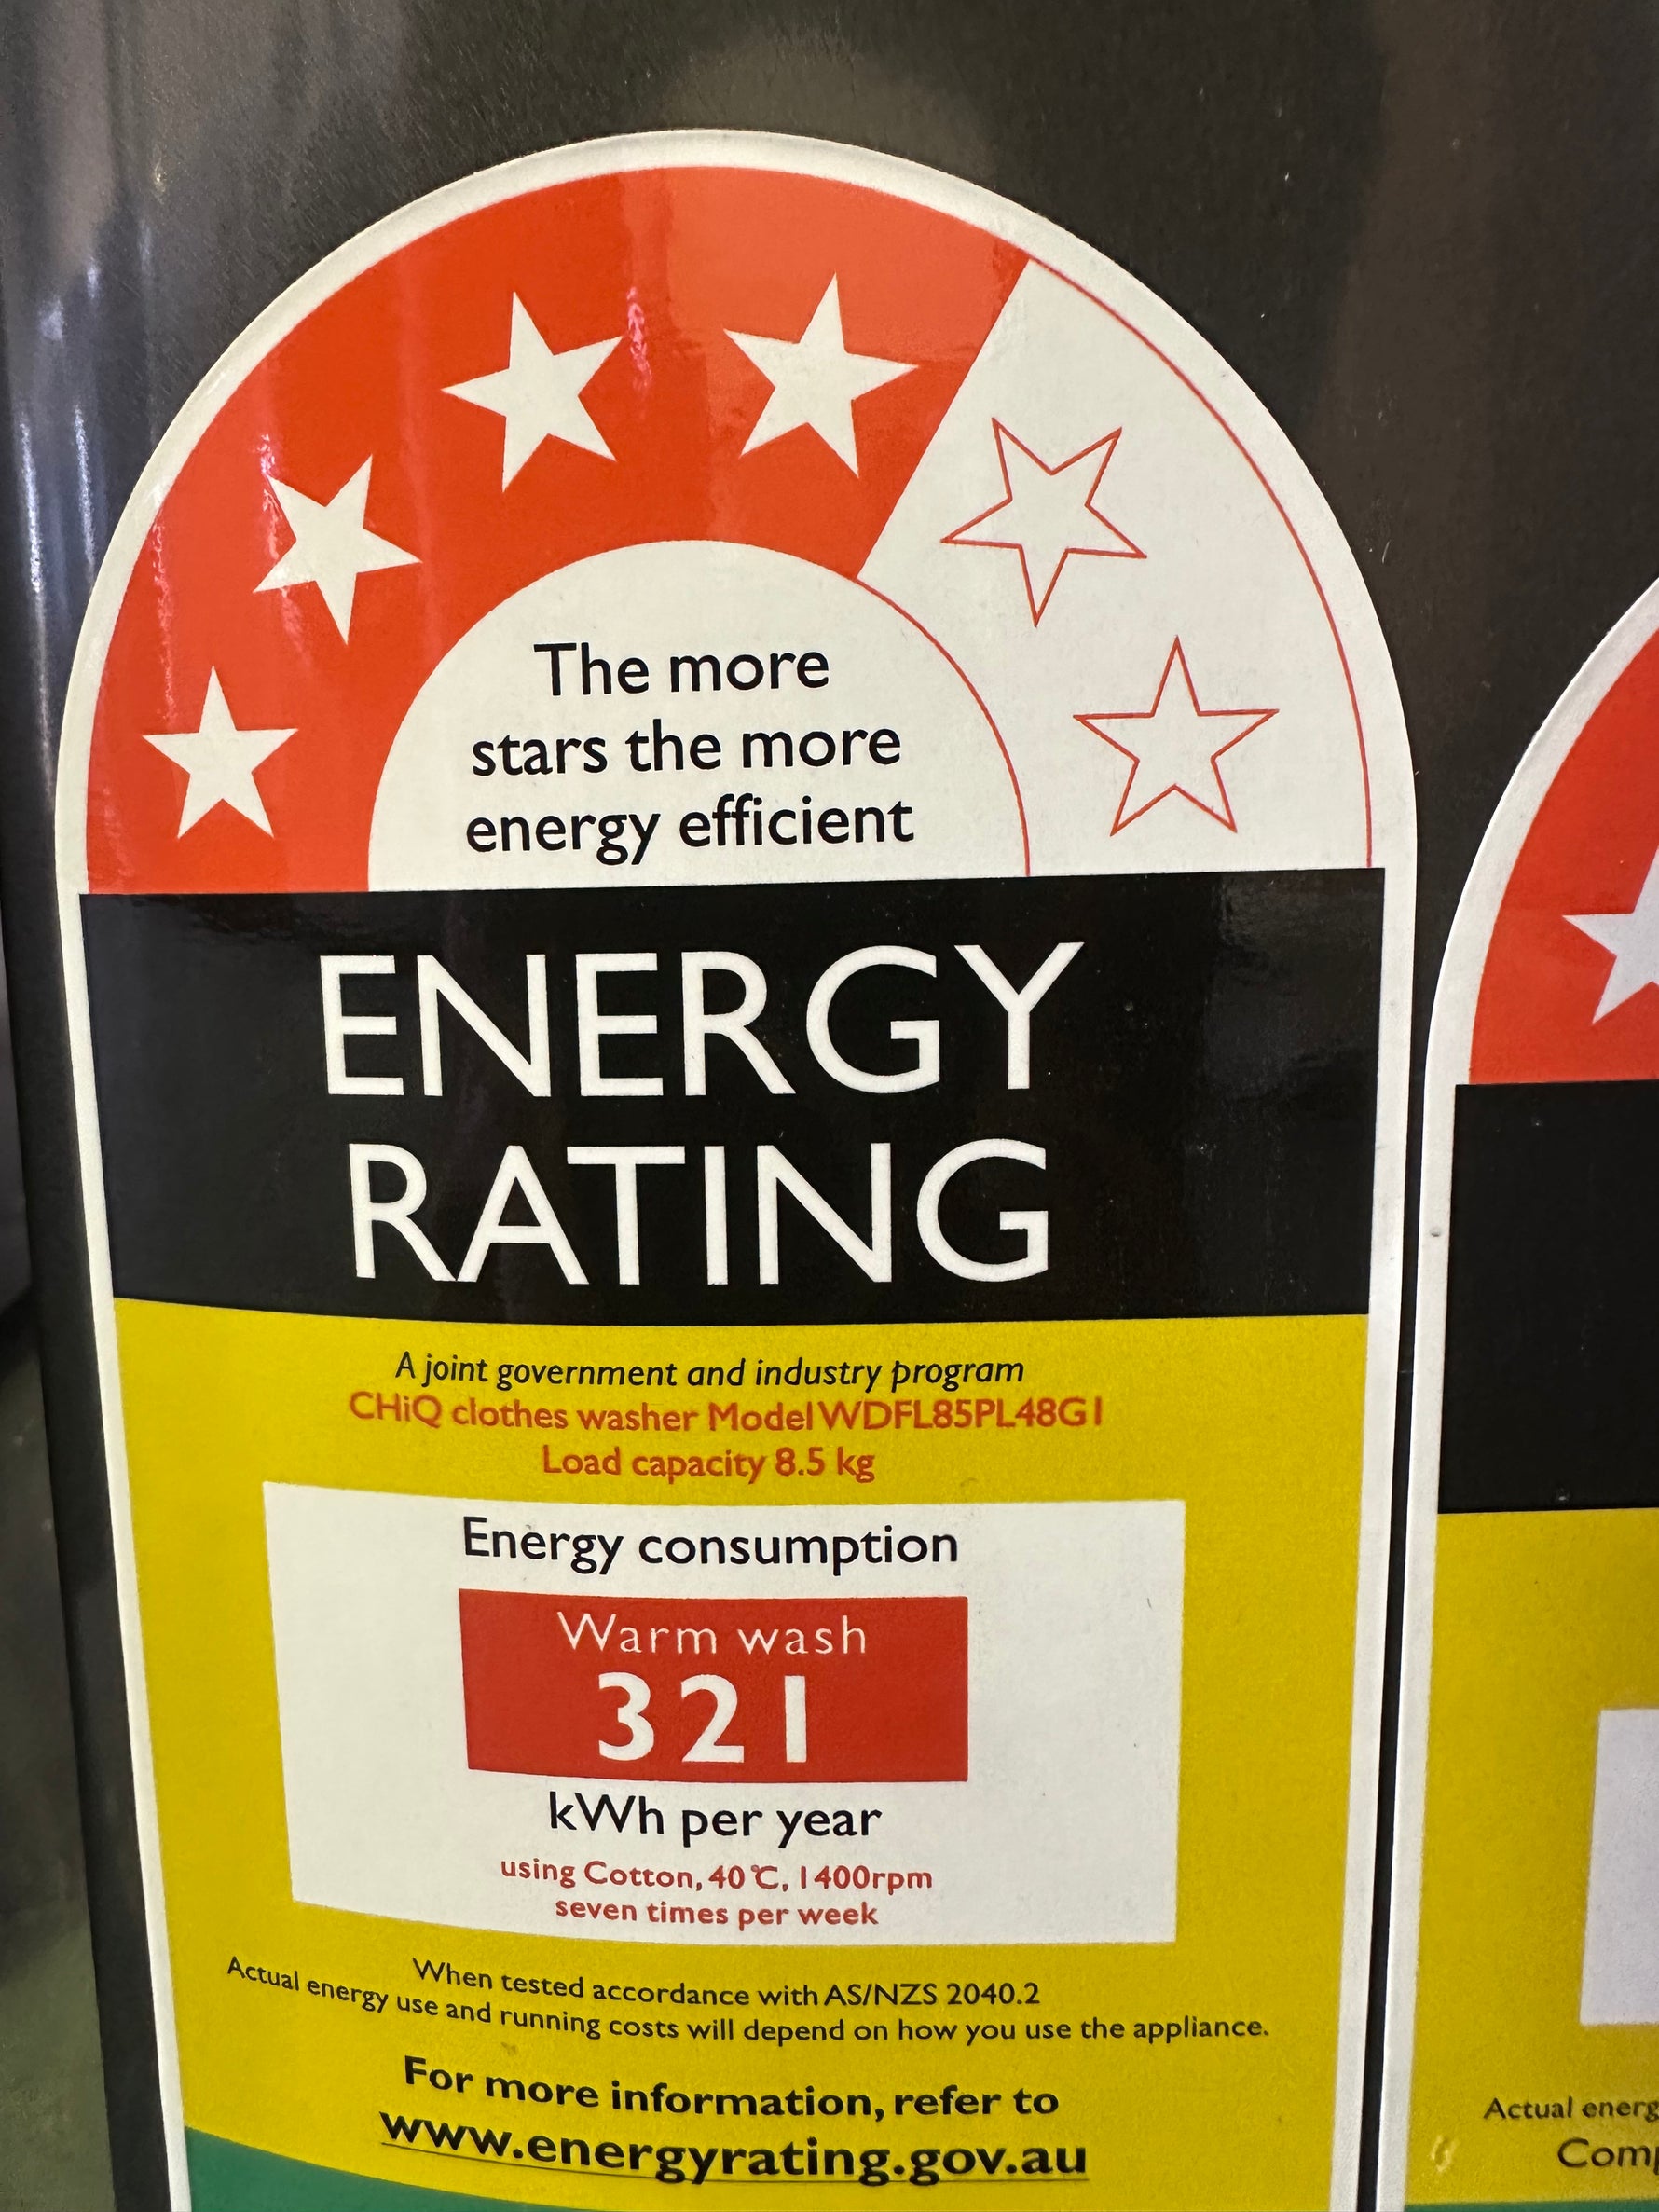 The more
stars the more
energy efficient
ENERGY
RATING
A joint government and industry program
CHiQ clothes washer Model WDFL85PL48G1
Load capacity 8.5 kg
Energy consumption
Warm wash
321
kWh per year
using Cotton, 40℃, 1400rpm
seven times per week
When tested accordance with AS/NZS 2040.2
Actual energy use and running costs will depend on how you use the appliance.
For more information, refer to
www.energyrating.gov.au
Actual energ
Comp